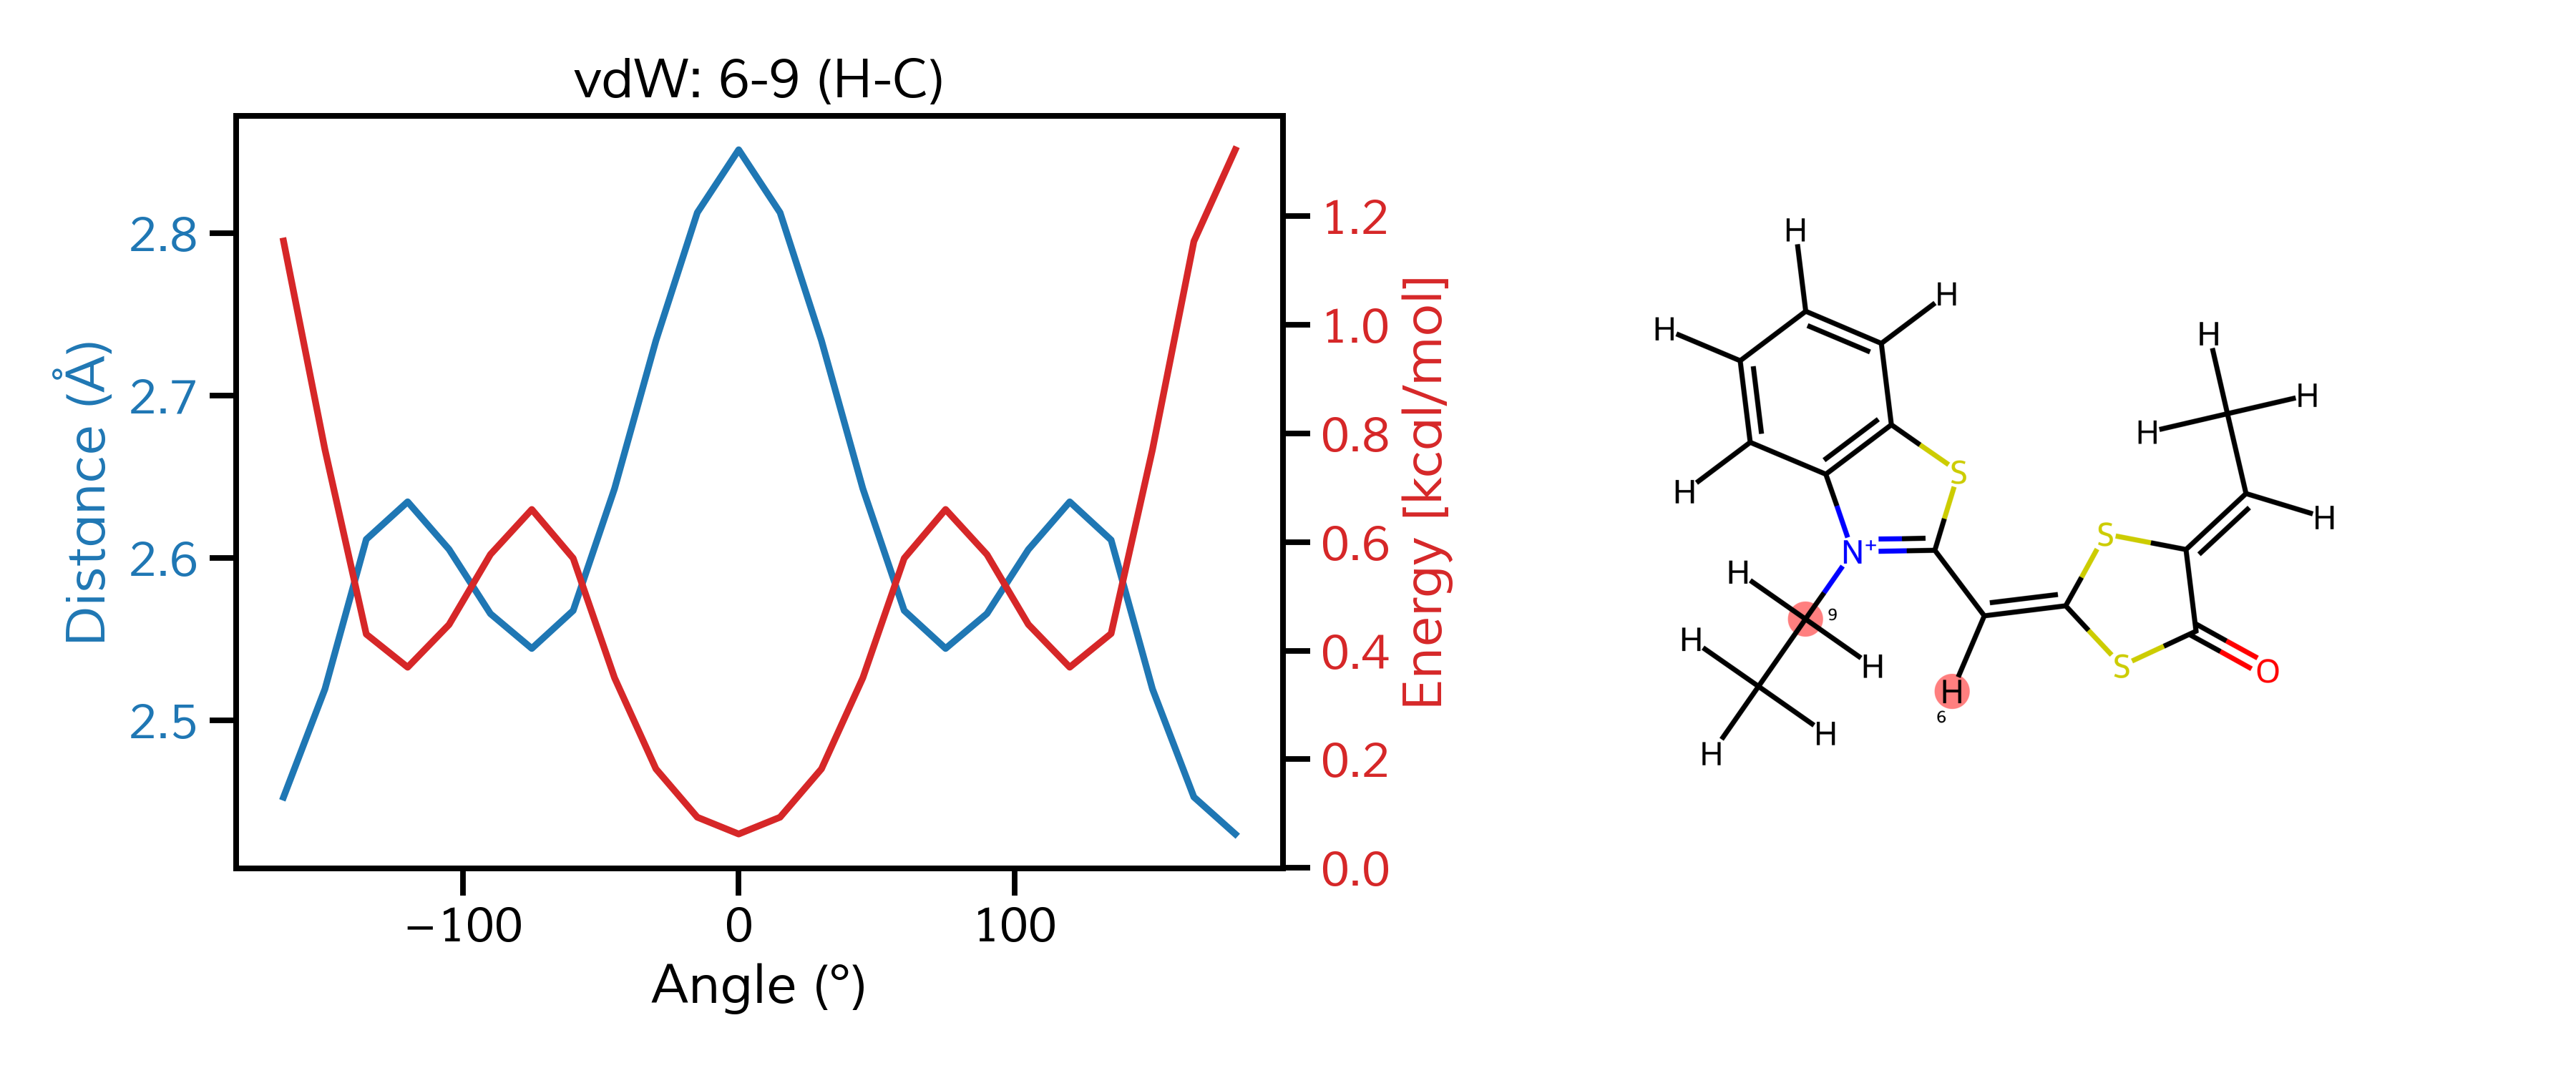 vdW: 6-9 (H-C)
Distance (Å)
2.8
2.7
2.6
2.5
−100
0
100
Angle (°)
1.2
1.0
0.8
0.6
0.4
0.2
0.0
Energy [kcal/mol]
H
H
H
H
H
H
H
S
H
H
S
N+
H
9
H
H
S
O
H
6
H
H